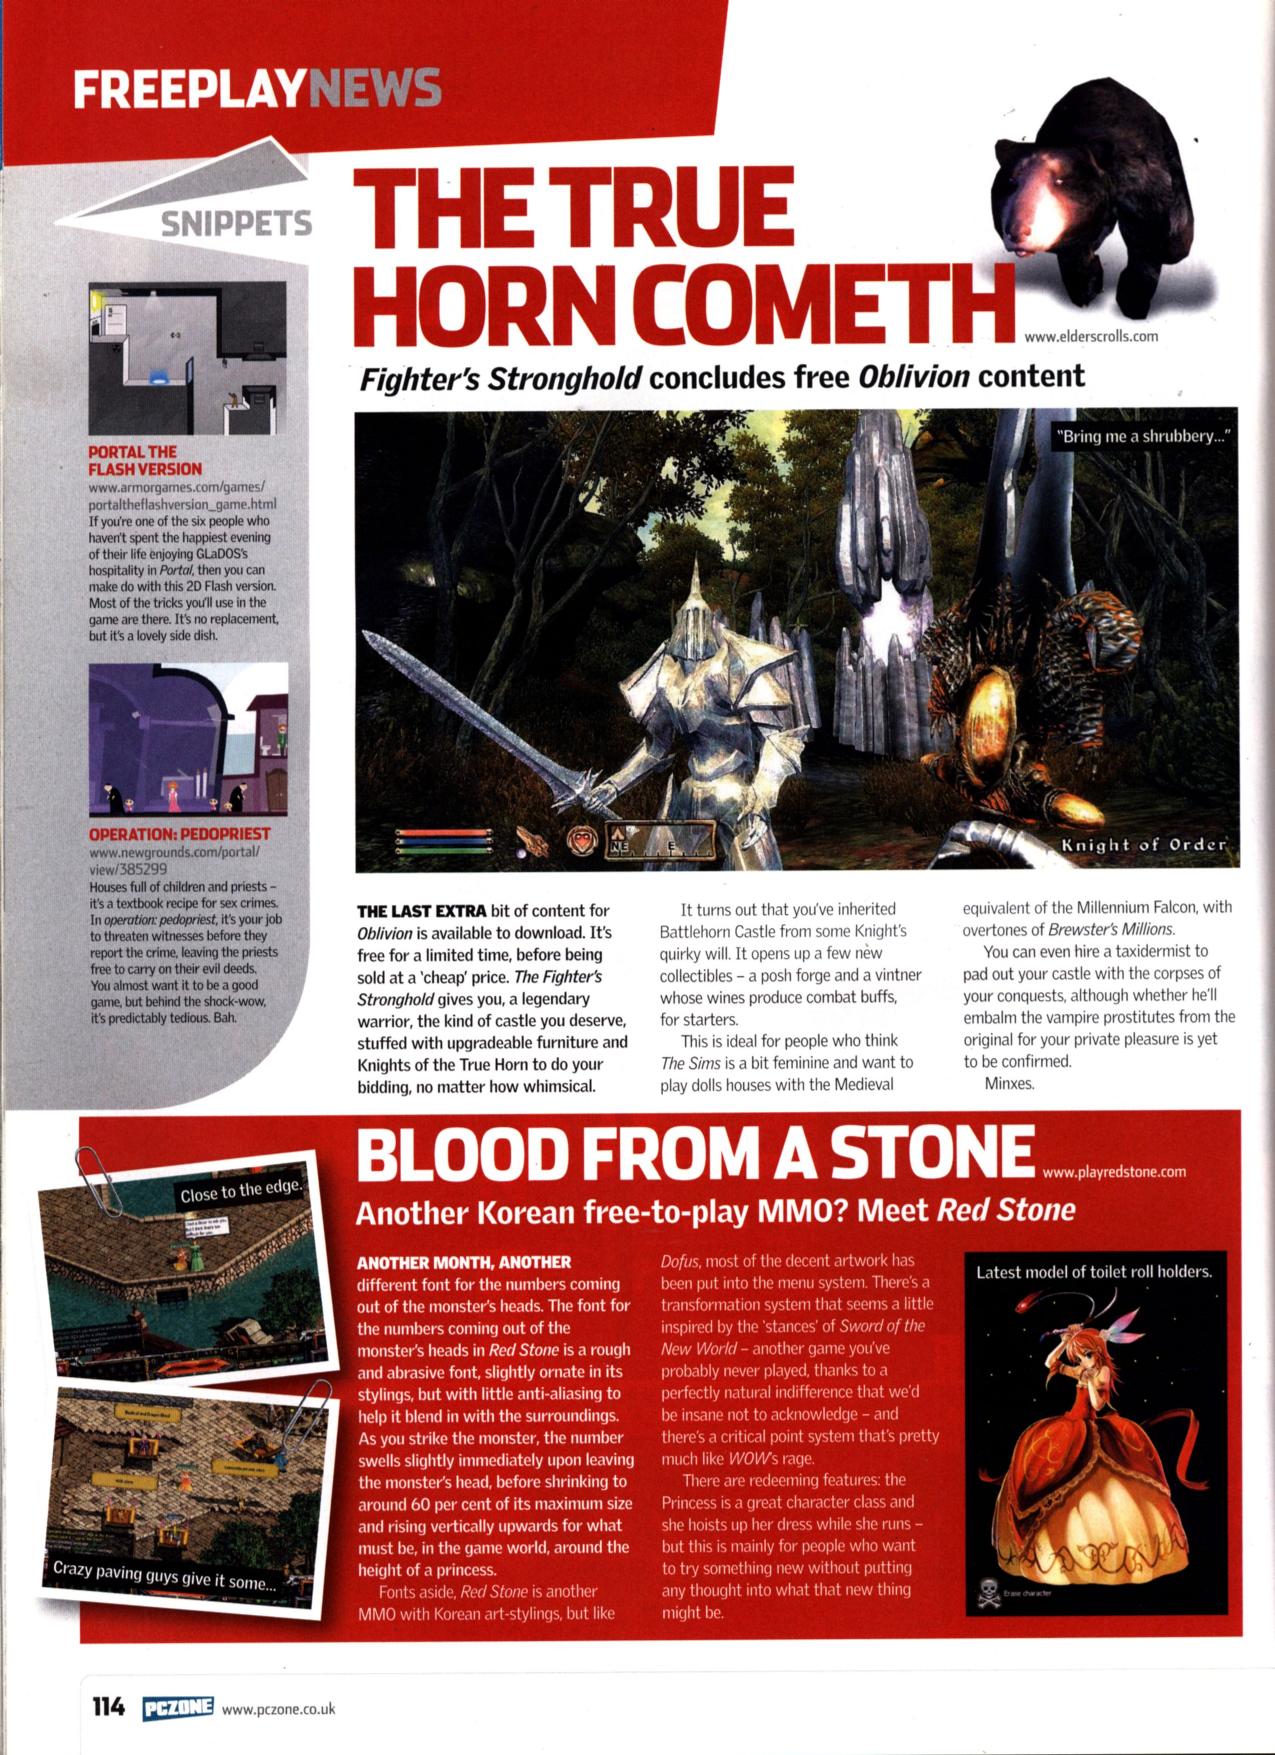 FREEPLAYNEWS
SNIPPETS
PORTAL THE
FLASH VERSION
www.armorgames.com/games/
portaltheflashversion_game.html
If you're one of the six people who
haven't spent the happiest evening
of their life enjoying GLaDOS's
hospitality in Portal, then you can
make do with this 2D Flash version.
Most of the tricks you'll use in the
game are there. It's no replacement,
but it's a lovely side dish.
OPERATION: PEDOPRIEST
www.newgrounds.com/portal/
view/385299
Houses full of children and priests –
it's a textbook recipe for sex crimes.
In operation: pedopriest, it's your job
to threaten witnesses before they
report the crime, leaving the priests
free to carry on their evil deeds.
You almost want it to be a good
game, but behind the shock-wow,
it's predictably tedious. Bah.
THE TRUE
HORN COMETH
www.elderscrolls.com
Fighter's Stronghold concludes free Oblivion content
"Bring me a shrubbery..."
NE E
Knight of Order
THE LAST EXTRA bit of content for
Oblivion is available to download. It's
free for a limited time, before being
sold at a 'cheap' price. The Fighter's
Stronghold gives you, a legendary
warrior, the kind of castle you deserve,
stuffed with upgradeable furniture and
Knights of the True Horn to do your
bidding, no matter how whimsical.
It turns out that you've inherited
Battlehorn Castle from some Knight's
quirky will. It opens up a few new
collectibles – a posh forge and a vintner
whose wines produce combat buffs,
for starters.
This is ideal for people who think
The Sims is a bit feminine and want to
play dolls houses with the Medieval
equivalent of the Millennium Falcon, with
overtones of Brewster's Millions.
You can even hire a taxidermist to
pad out your castle with the corpses of
your conquests, although whether he'll
embalm the vampire prostitutes from the
original for your private pleasure is yet
to be confirmed.
Minxes.
BLOOD FROM A STONE
www.playredstone.com
Another Korean free-to-play MMO? Meet Red Stone
Close to the edge.
Crazy paving guys give it some...
ANOTHER MONTH, ANOTHER
different font for the numbers coming
out of the monster's heads. The font for
the numbers coming out of the
monster's heads in Red Stone is a rough
and abrasive font, slightly ornate in its
stylings, but with little anti-aliasing to
help it blend in with the surroundings.
As you strike the monster, the number
swells slightly immediately upon leaving
the monster's head, before shrinking to
around 60 per cent of its maximum size
and rising vertically upwards for what
must be, in the game world, around the
height of a princess.
Fonts aside, Red Stone is another
MMO with Korean art-stylings, but like
Dofus, most of the decent artwork has
been put into the menu system. There's a
transformation system that seems a little
inspired by the 'stances' of Sword of the
New World – another game you've
probably never played, thanks to a
perfectly natural indifference that we'd
be insane not to acknowledge – and
there's a critical point system that's pretty
much like WOW's rage.
There are redeeming features: the
Princess is a great character class and
she hoists up her dress while she runs –
but this is mainly for people who want
to try something new without putting
any thought into what that new thing
might be.
Latest model of toilet roll holders.
Erase character
114 PCZONE www.pczone.co.uk